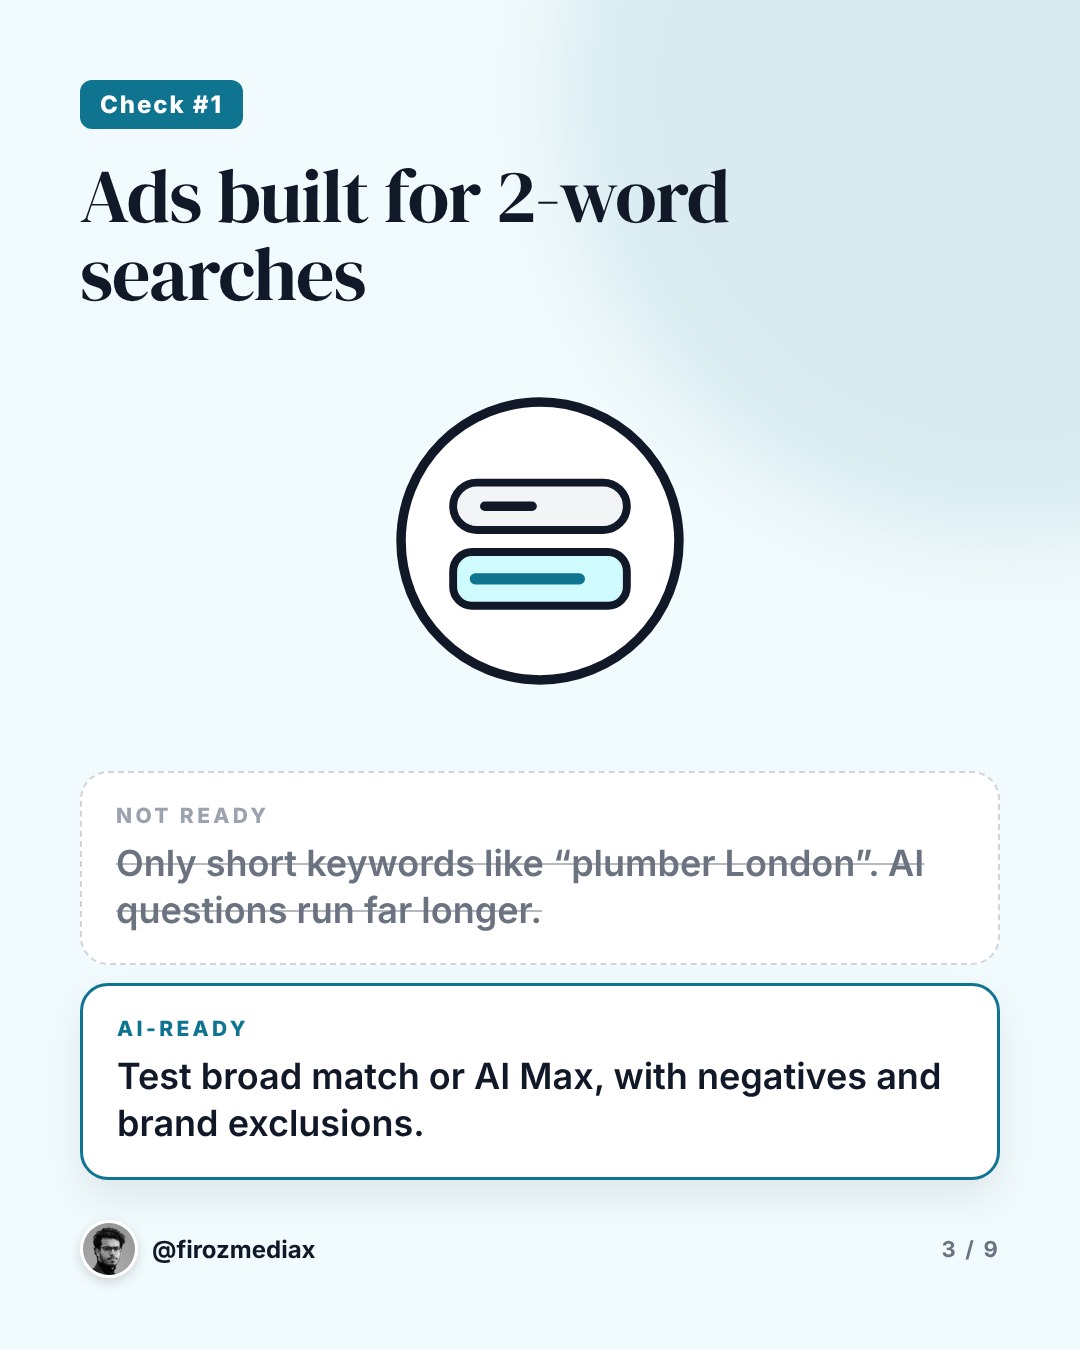 Check #1
Ads built for 2-word
searches
NOT READY
Only short keywords like “plumber London”. AI
questions run far longer.
AI-READY
Test broad match or AI Max, with negatives and
brand exclusions.
@firozmediax
3 / 9